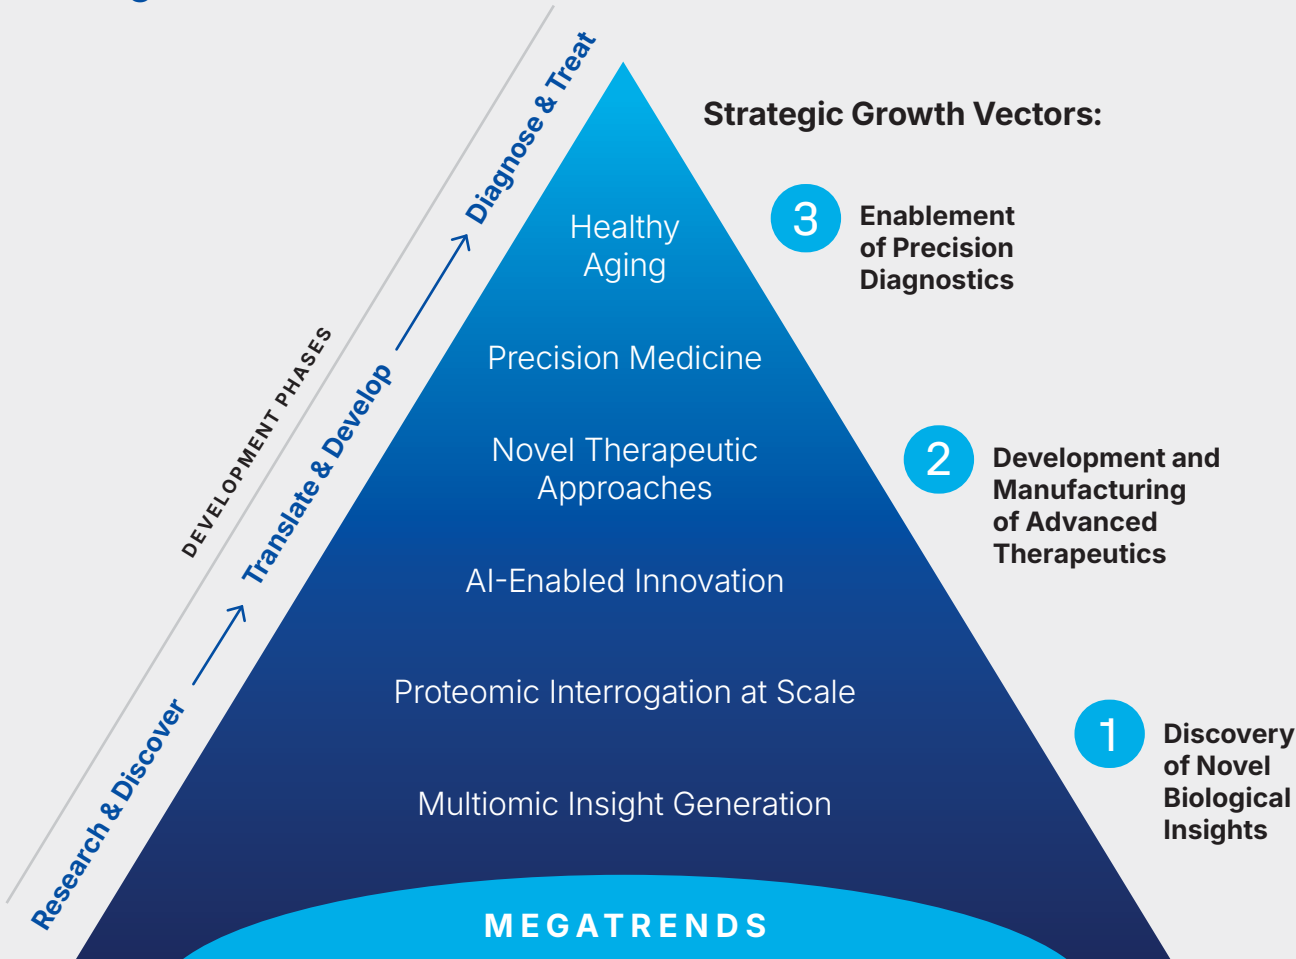 Strategic Growth Vectors:
Diagnose & Treat
Translate & Develop
Research & Discover
DEVELOPMENT PHASES
Healthy
Aging
Precision Medicine
Novel Therapeutic
Approaches
AI-Enabled Innovation
Proteomic Interrogation at Scale
Multiomic Insight Generation
MEGATRENDS
3
Enablement
of Precision
Diagnostics
2
Development and
Manufacturing
of Advanced
Therapeutics
1
Discovery
of Novel
Biological
Insights